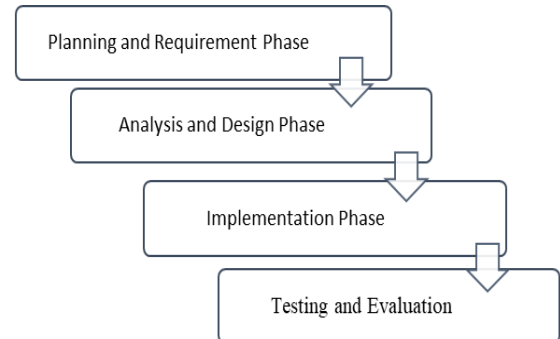 Planning and Requirement Phase
Analysis and Design Phase
Implementation Phase
Testing and Evaluation